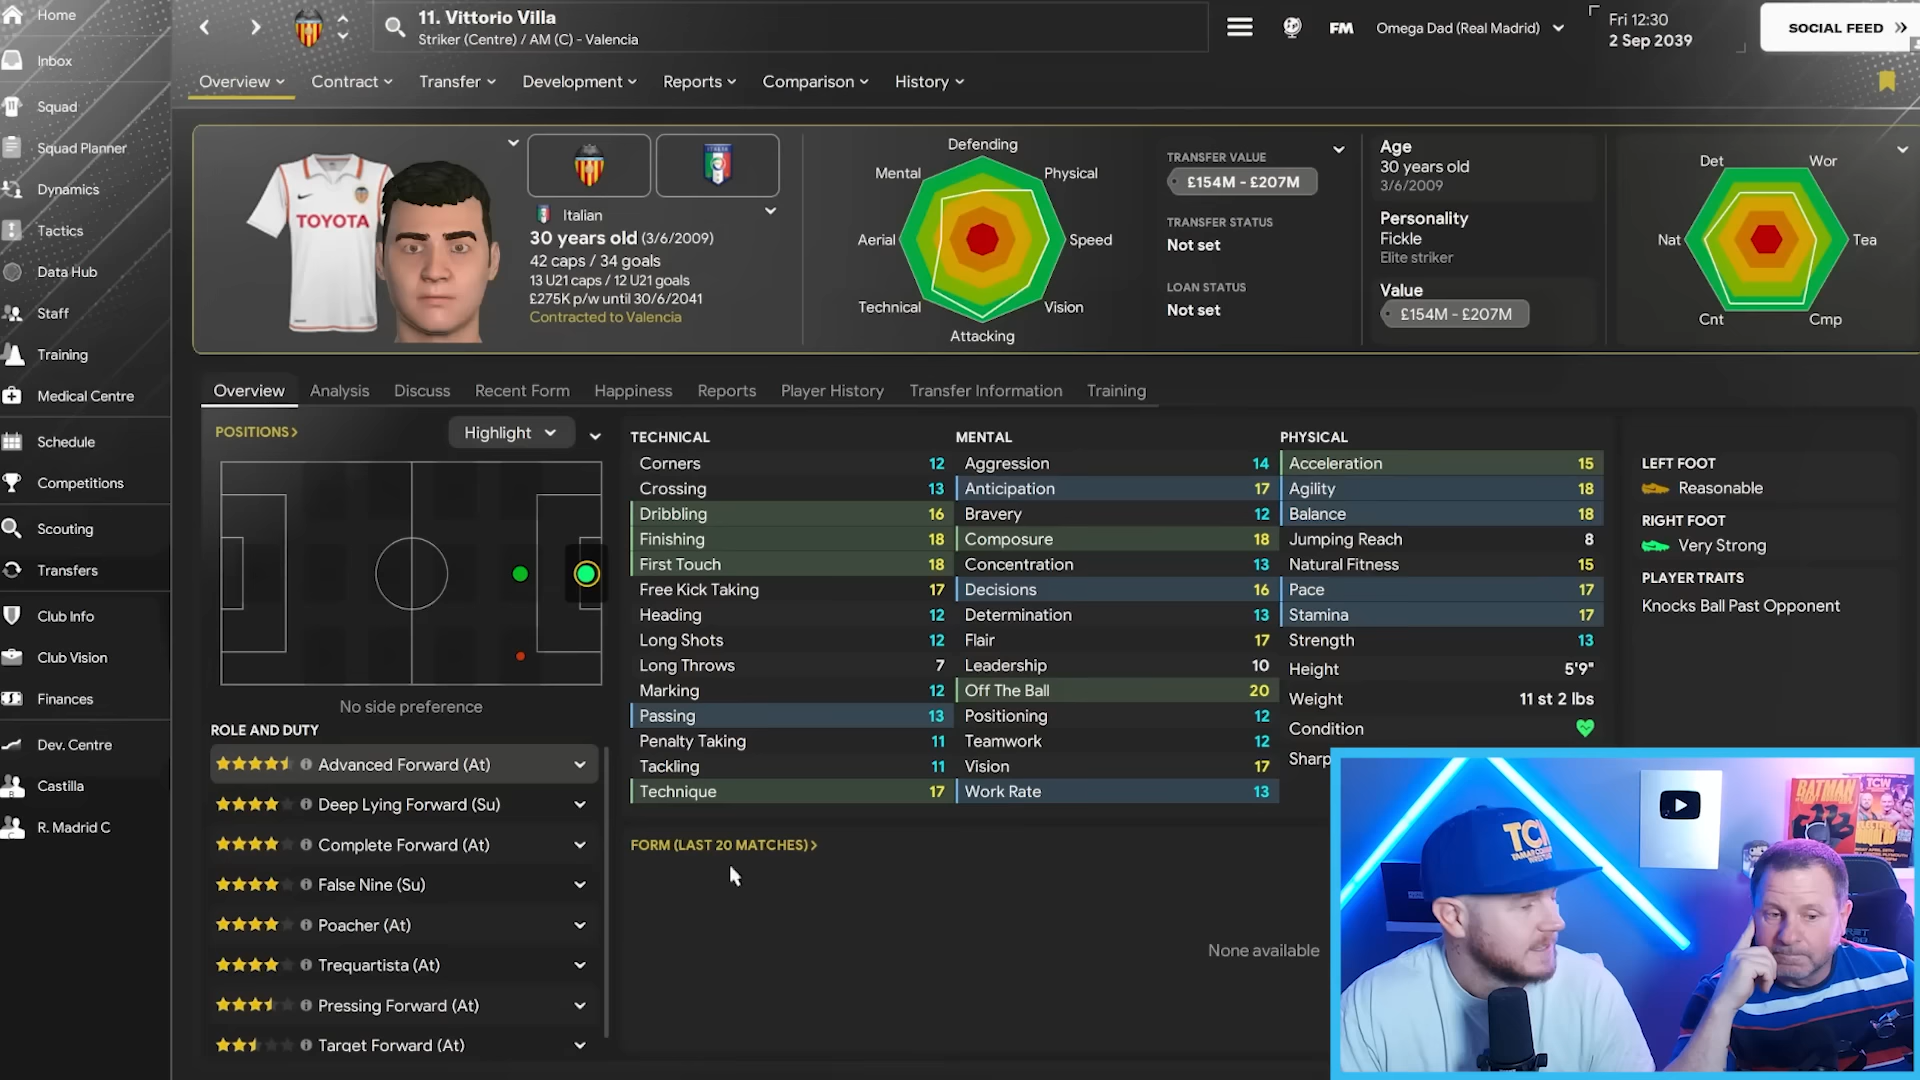 Home
Inbox
Squad
Squad Planner
Dynamics
Tactics
Data Hub
Staff
Training
Medical Centre
Schedule
Competitions
Scouting
Transfers
Club Info
Club Vision
Finances
Dev. Centre
Castilla
R. Madrid C
11. Vittorio Villa
Striker (Centre) / AM (C) - Valencia
FM
Omega Dad (Real Madrid)
Fri 12:30
2 Sep 2039
SOCIAL FEED
Overview
Contract
Transfer
Development
Reports
Comparison
History
TOYOTA
Italian
30 years old (3/6/2009)
42 caps / 34 goals
13 U21 caps / 12 U21 goals
£275K p/w until 30/6/2041
Contracted to Valencia
Defending
Mental
Physical
Aerial
Speed
Technical
Vision
Attacking
TRANSFER VALUE
£154M - £207M
TRANSFER STATUS
Not set
LOAN STATUS
Not set
Age
30 years old
3/6/2009
Personality
Fickle
Elite striker
Value
£154M - £207M
Det
Wor
Nat
Tea
Cnt
Cmp
Overview
Analysis
Discuss
Recent Form
Happiness
Reports
Player History
Transfer Information
Training
POSITIONS
Highlight
No side preference
ROLE AND DUTY
Advanced Forward (At)
Deep Lying Forward (Su)
Complete Forward (At)
False Nine (Su)
Poacher (At)
Trequartista (At)
Pressing Forward (At)
Target Forward (At)
TECHNICAL
Corners 12
Crossing 13
Dribbling 16
Finishing 18
First Touch 18
Free Kick Taking 17
Heading 12
Long Shots 12
Long Throws 7
Marking 12
Passing 13
Penalty Taking 11
Tackling 11
Technique 17
MENTAL
Aggression 14
Anticipation 17
Bravery 12
Composure 18
Concentration 13
Decisions 16
Determination 13
Flair 17
Leadership 10
Off The Ball 20
Positioning 12
Teamwork 12
Vision 17
Work Rate 13
PHYSICAL
Acceleration 15
Agility 18
Balance 18
Jumping Reach 8
Natural Fitness 15
Pace 17
Stamina 17
Strength 13
Height 5'9"
Weight 11 st 2 lbs
Condition
Sharp
LEFT FOOT
Reasonable
RIGHT FOOT
Very Strong
PLAYER TRAITS
Knocks Ball Past Opponent
FORM (LAST 20 MATCHES)
None available
BATMAN
TCW